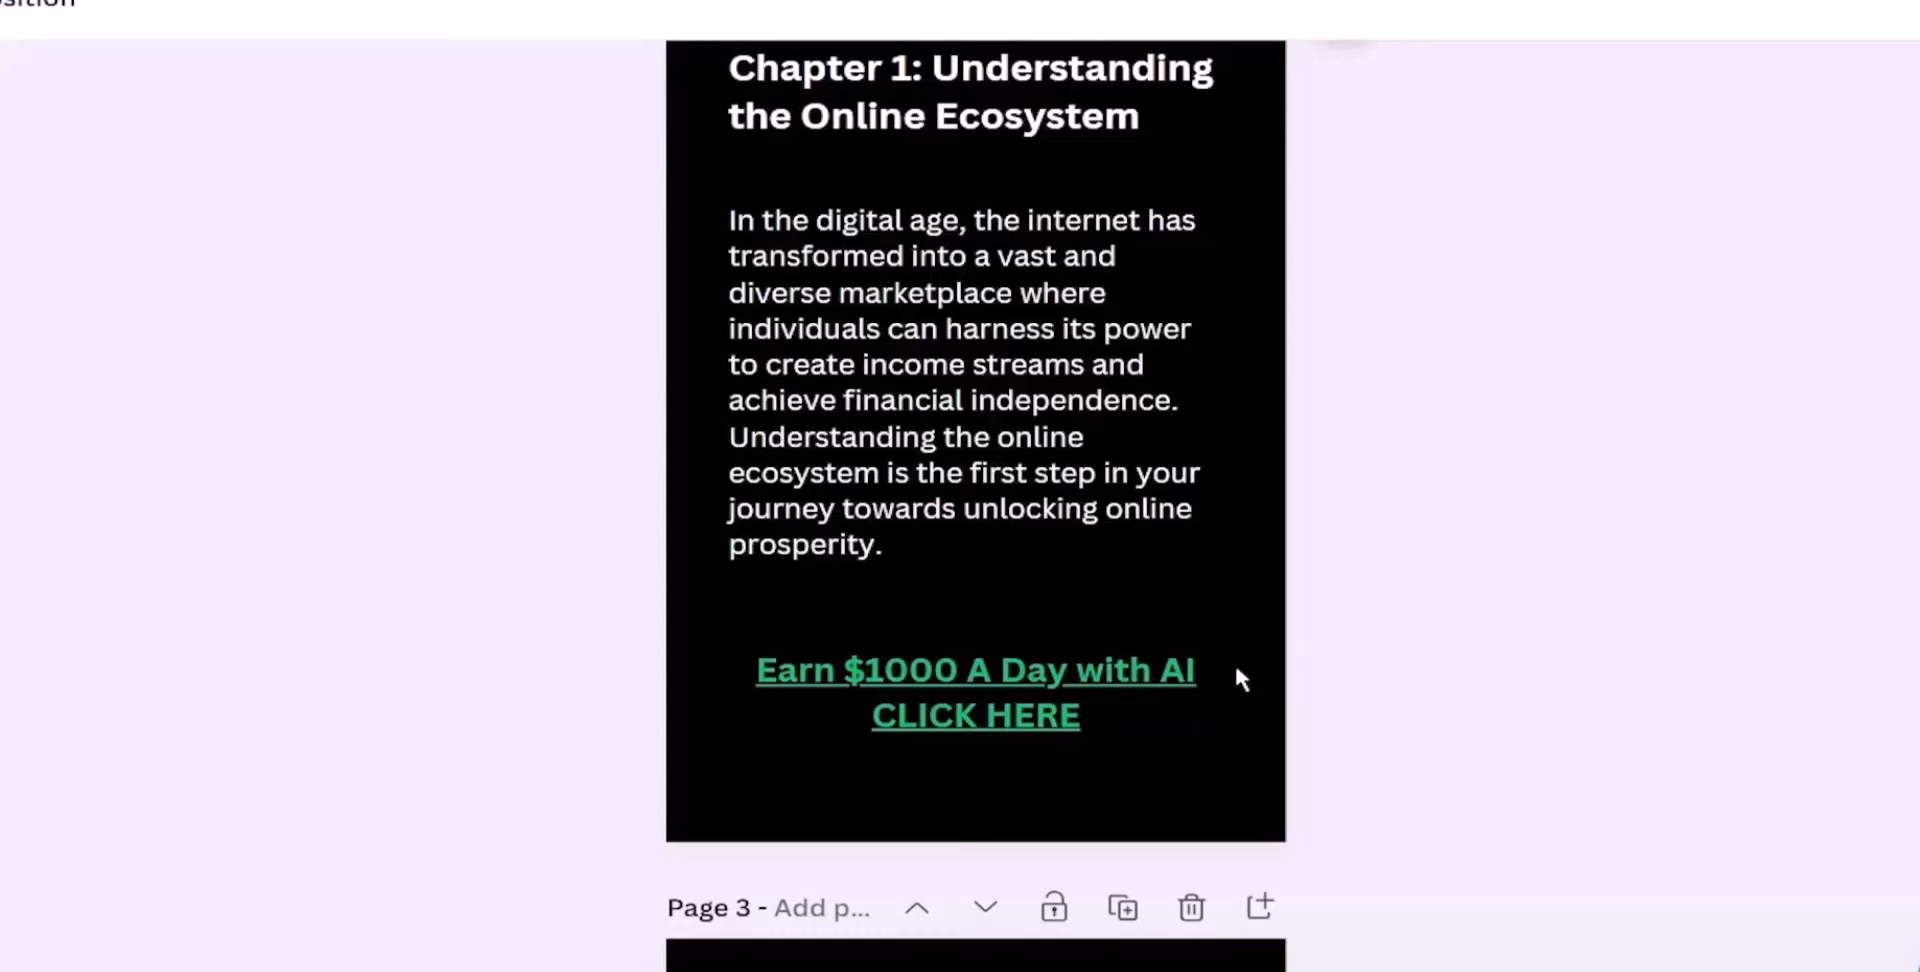 Chapter 1: Understanding
the Online Ecosystem
In the digital age, the internet has
transformed into a vast and
diverse marketplace where
individuals can harness its power
to create income streams and
achieve financial independence.
Understanding the online
ecosystem is the first step in your
journey towards unlocking online
prosperity.
Earn $1000 A Day with AI
CLICK HERE
Page 3 - Add p...